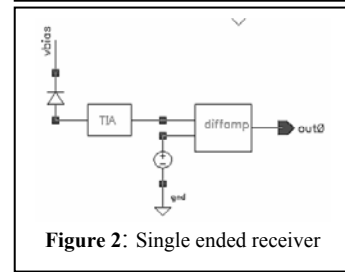 vbias
TIA
diffamp
out0
gnd
Figure 2: Single ended receiver